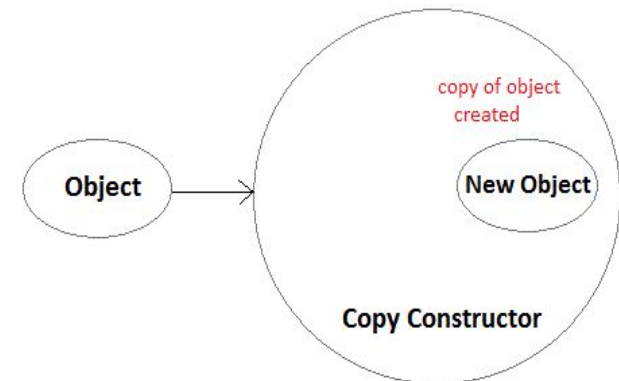 copy of object
created
Object
New Object
Copy Constructor